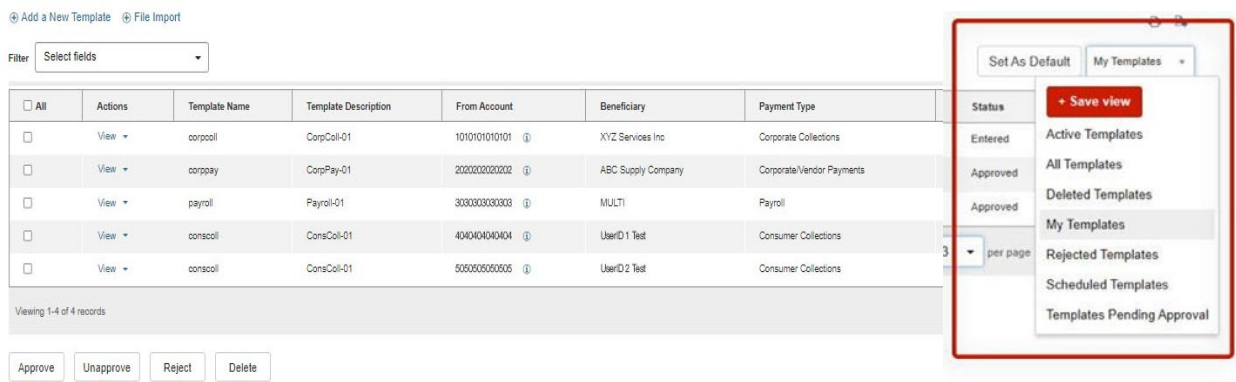 Add a New Template File Import
Filter Select fields
Set As Default My Templates
All Actions Template Name Template Description From Account Beneficiary Payment Type Status
+ Save view
View corpcoll CorpColl-01 1010101010101 XYZ Services Inc Corporate Collections Entered
Active Templates
View corppay CorpPay-01 2020202020202 ABC Supply Company Corporate/Vendor Payments Approved
All Templates
Deleted Templates
View payroll Payroll-01 3030303030303 MULTI Payroll Approved
My Templates
View conscoll ConsColl-01 4040404040404 UserID 1 Test Consumer Collections
3 per page
Rejected Templates
View conscoll ConsColl-01 5050505050505 UserID 2 Test Consumer Collections
Scheduled Templates
Viewing 1-4 of 4 records
Templates Pending Approval
Approve Unapprove Reject Delete